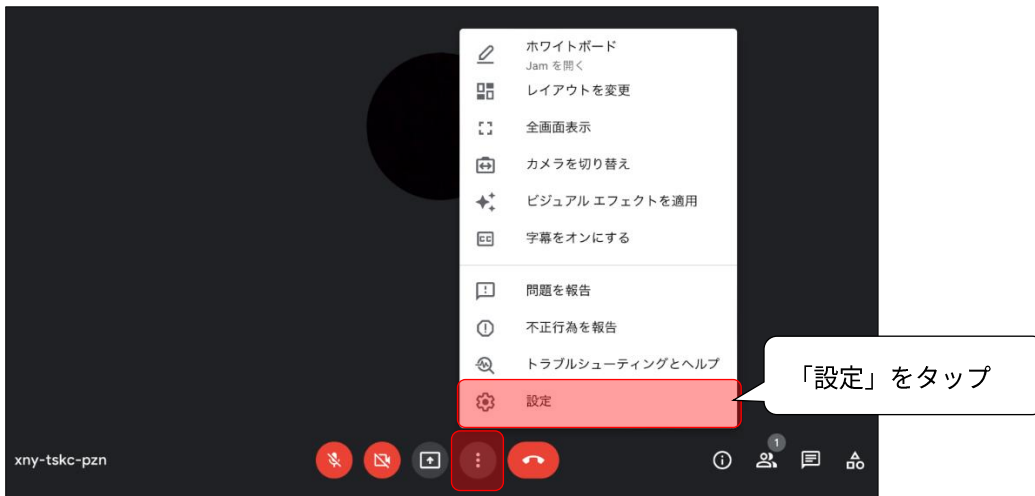 ホワイトボード
Jam を開く
レイアウトを変更
全画面表示
カメラを切り替え
ビジュアル エフェクトを適用
字幕をオンにする
問題を報告
不正行為を報告
トラブルシューティングとヘルプ
設定
「設定」をタップ
xny-tskc-pzn
1